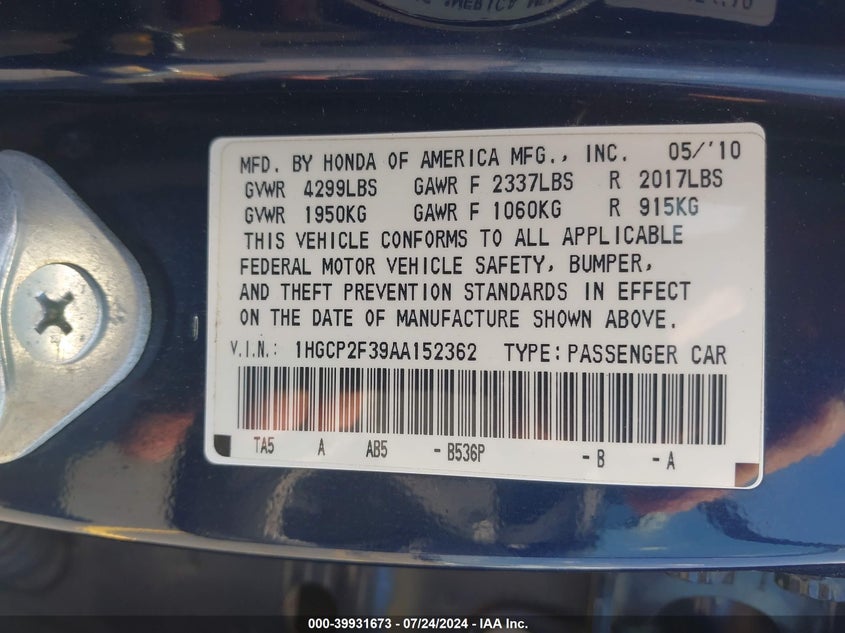 MFD. BY HONDA OF AMERICA MFG., INC. 05/'10
GVWR 4299LBS GAWR F 2337LBS R 2017LBS
GVWR 1950KG GAWR F 1060KG R 915KG
THIS VEHICLE CONFORMS TO ALL APPLICABLE
FEDERAL MOTOR VEHICLE SAFETY, BUMPER,
AND THEFT PREVENTION STANDARDS IN EFFECT
ON THE DATE OF MANUFACTURE SHOWN ABOVE.
V.I.N.: 1HGCP2F39AA152362 TYPE: PASSENGER CAR
TA5 A AB5 - B536P - B - A
000-39931673 / 07/24/2024 - IAA Inc.